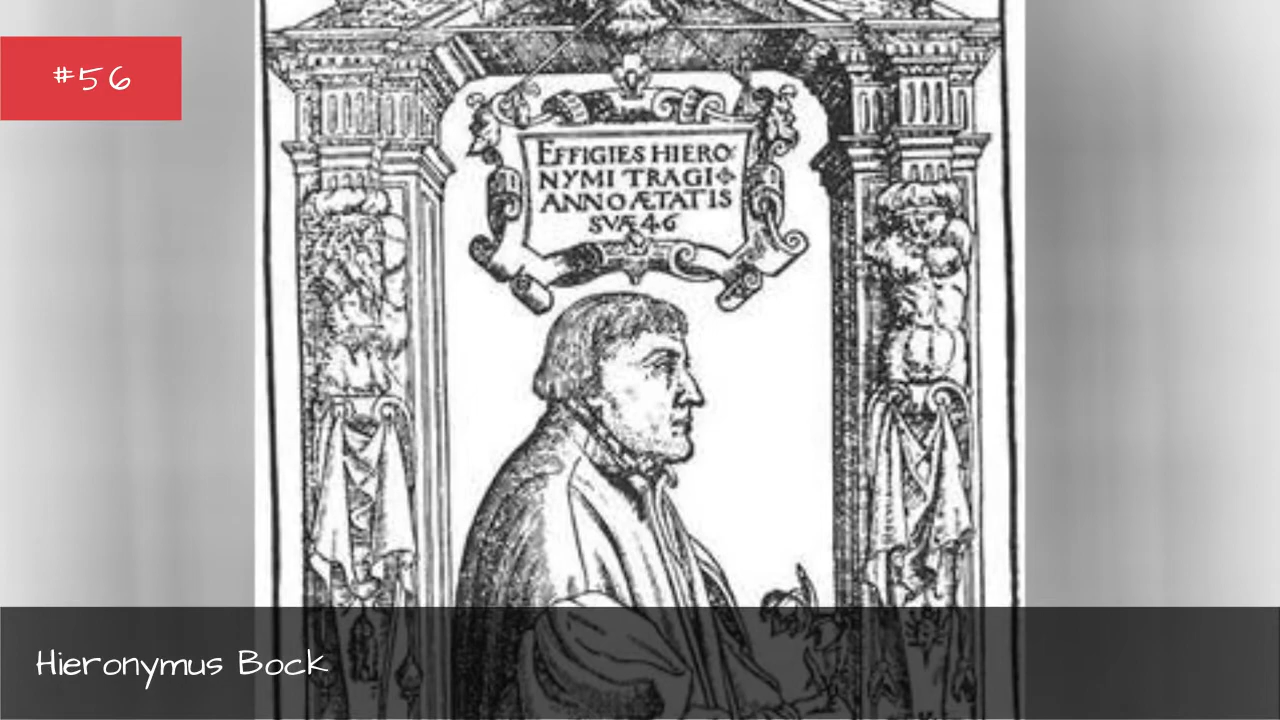 #56
EFFIGIES HIERO:
NYMI TRAGI
ANNO ÆTATIS
SVÆ 46
Hieronymus Bock